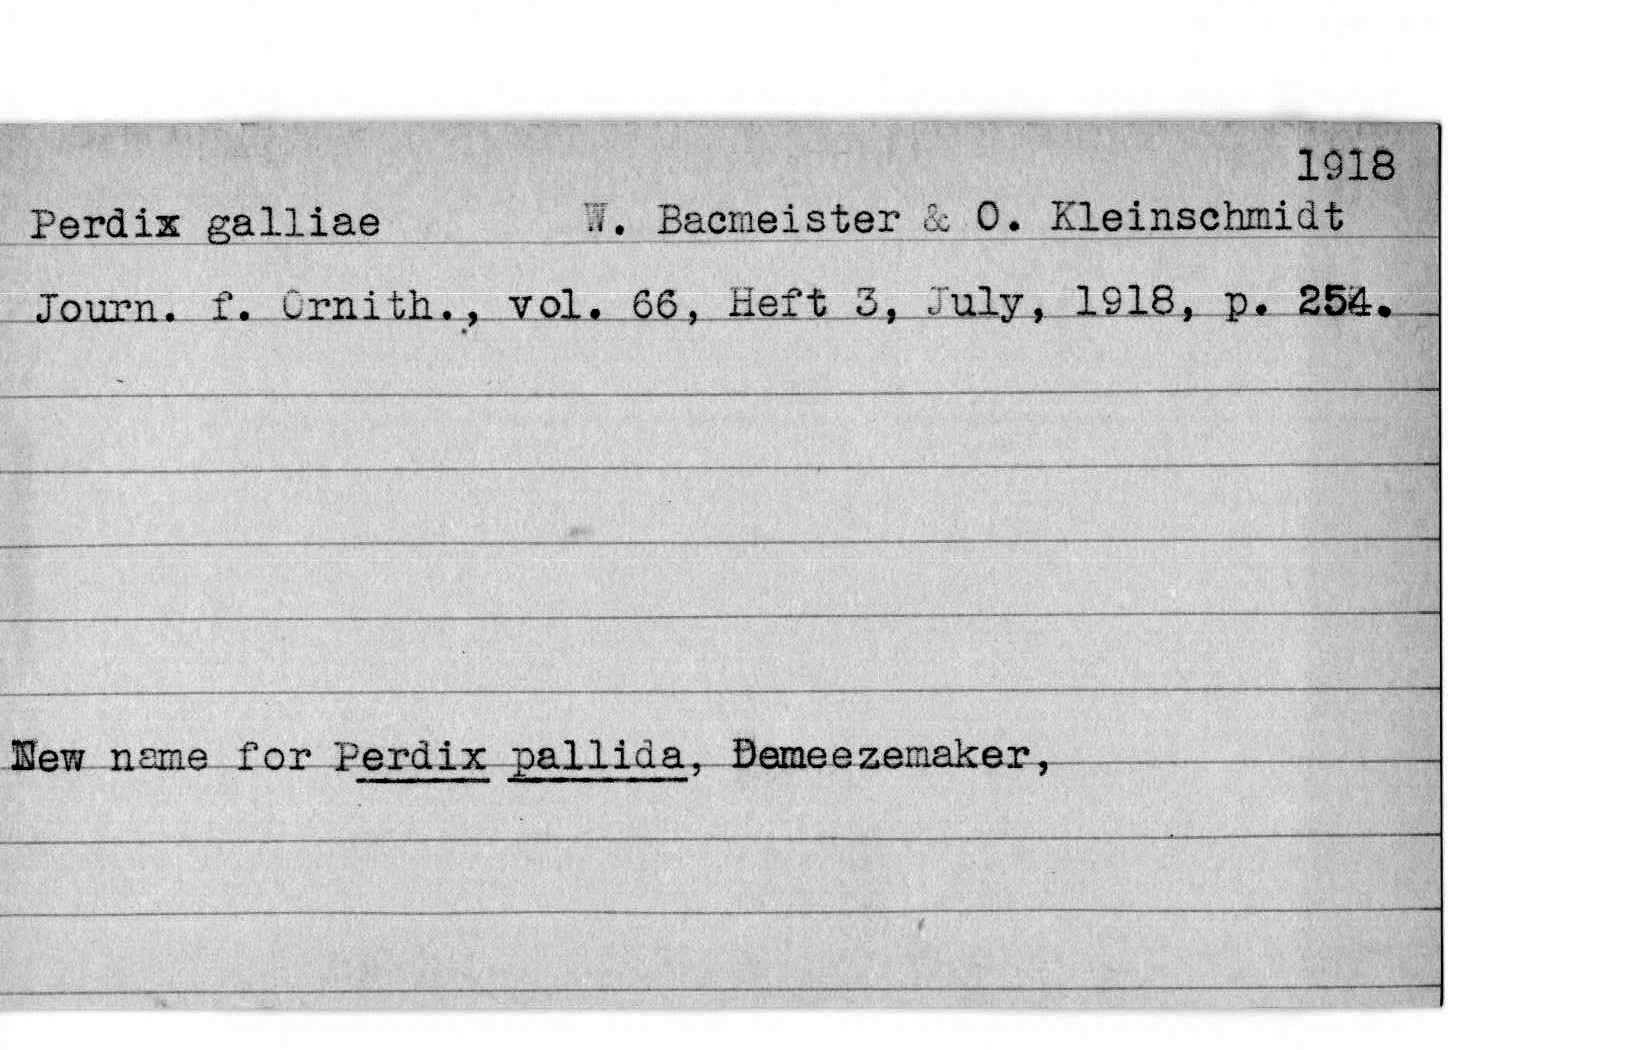 1918
Perdix galliae W. Bacmeister & O. Kleinschmidt
Journ. f. Ornith., vol. 66, Heft 3, July, 1918, p. 254.
New name for Perdix pallida, Demeezemaker,